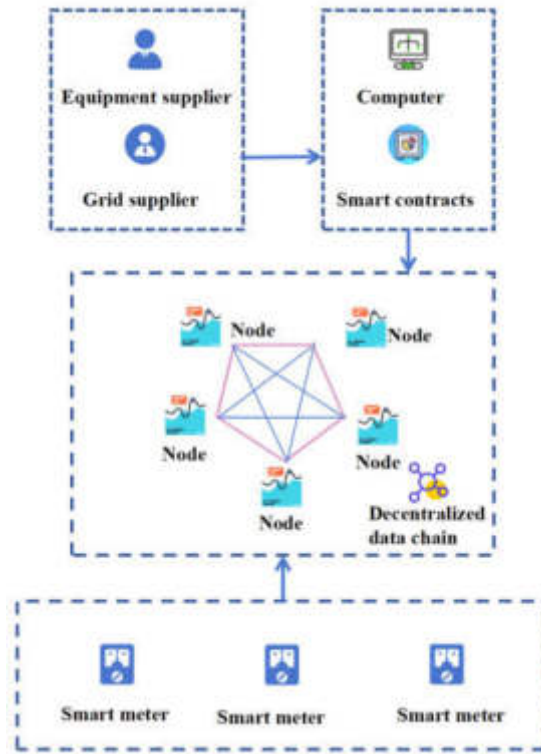 Equipment supplier
Grid supplier
Computer
Smart contracts
Node
Node
Node
Node
Node
Decentralized
data chain
Smart meter
Smart meter
Smart meter